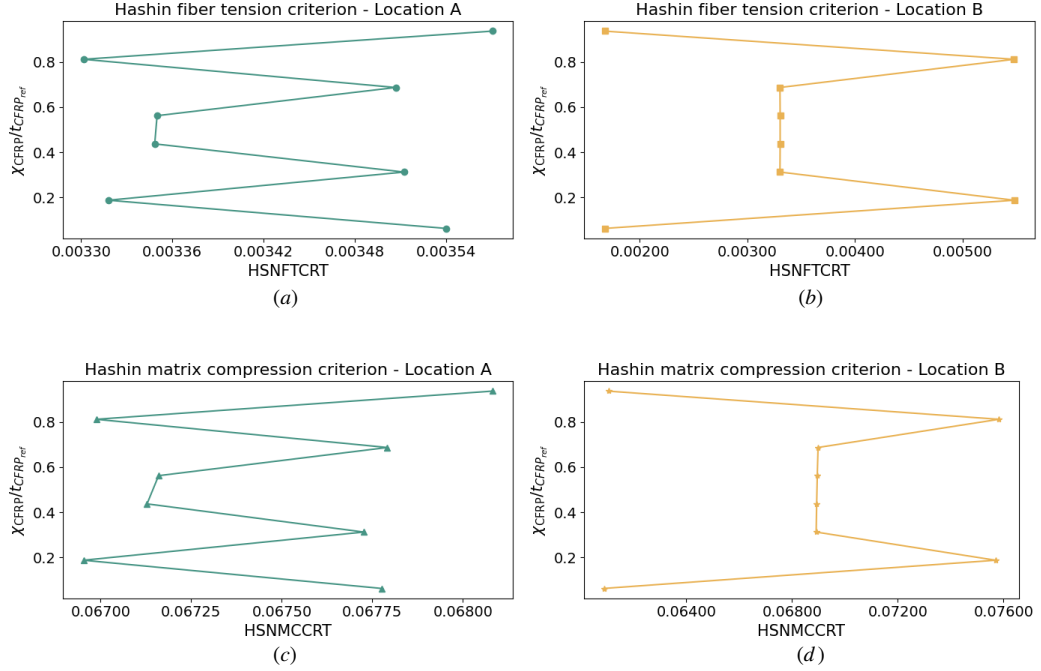 Hashin fiber tension criterion - Location A
0.8
0.6
0.4
0.2
χCFRP/tCFRPref
0.00330 0.00336 0.00342 0.00348 0.00354
HSNFTCRT
(a)
Hashin fiber tension criterion - Location B
0.8
0.6
0.4
0.2
χCFRP/tCFRPref
0.00200 0.00300 0.00400 0.00500
HSNFTCRT
(b)
Hashin matrix compression criterion - Location A
0.8
0.6
0.4
0.2
χCFRP/tCFRPref
0.06700 0.06725 0.06750 0.06775 0.06800
HSNMCCRT
(c)
Hashin matrix compression criterion - Location B
0.8
0.6
0.4
0.2
χCFRP/tCFRPref
0.06400 0.06800 0.07200 0.07600
HSNMCCRT
(d)